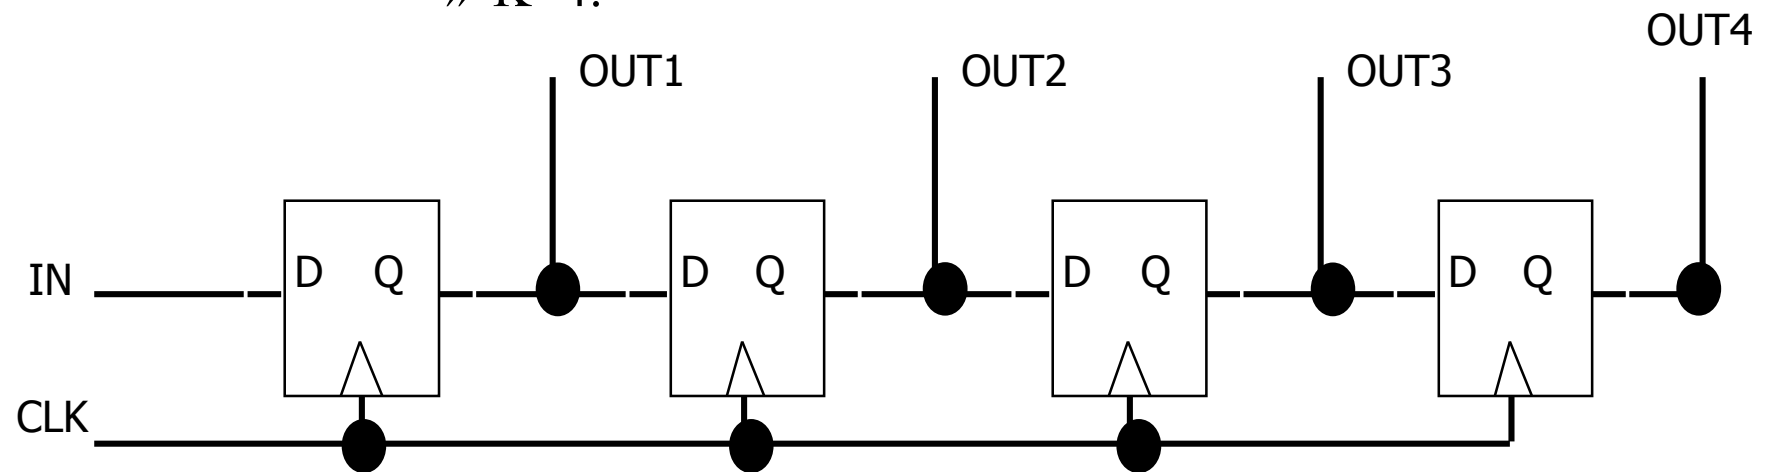 OUT4
OUT1 OUT2 OUT3
D Q D Q D Q D Q
IN
CLK